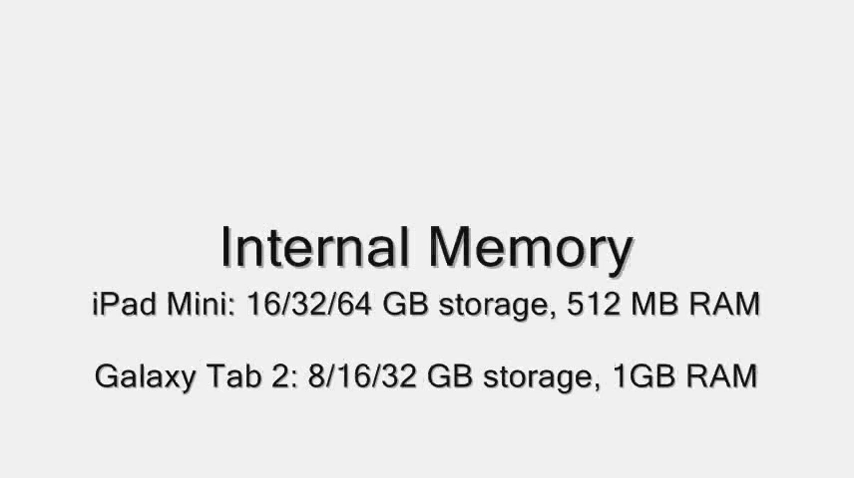 Internal Memory
iPad Mini: 16/32/64 GB storage, 512 MB RAM
Galaxy Tab 2: 8/16/32 GB storage, 1GB RAM